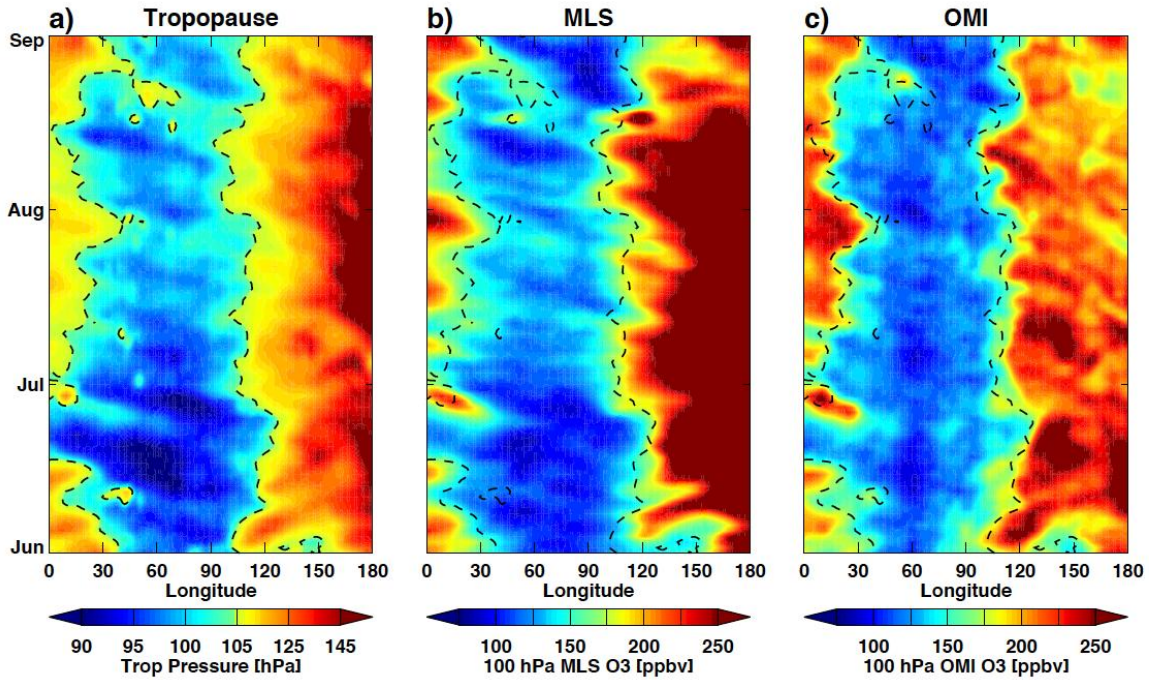 a) Tropopause
b) MLS
c) OMI
Sep
Aug
Jul
Jun
0 30 60 90 120 150 180
0 30 60 90 120 150 180
0 30 60 90 120 150 180
Longitude
Longitude
Longitude
90 95 100 105 125 145
100 150 200 250
100 150 200 250
Trop Pressure [hPa]
100 hPa MLS O3 [ppbv]
100 hPa OMI O3 [ppbv]